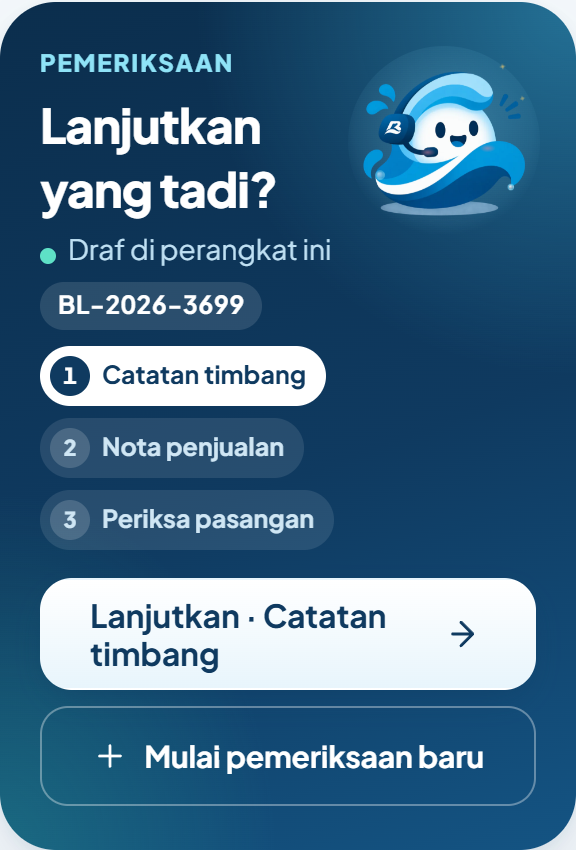 PEMERIKSAAN
Lanjutkan
yang tadi?
Draf di perangkat ini
BL-2026-3699
1 Catatan timbang
2 Nota penjualan
3 Periksa pasangan
Lanjutkan · Catatan
timbang
Mulai pemeriksaan baru